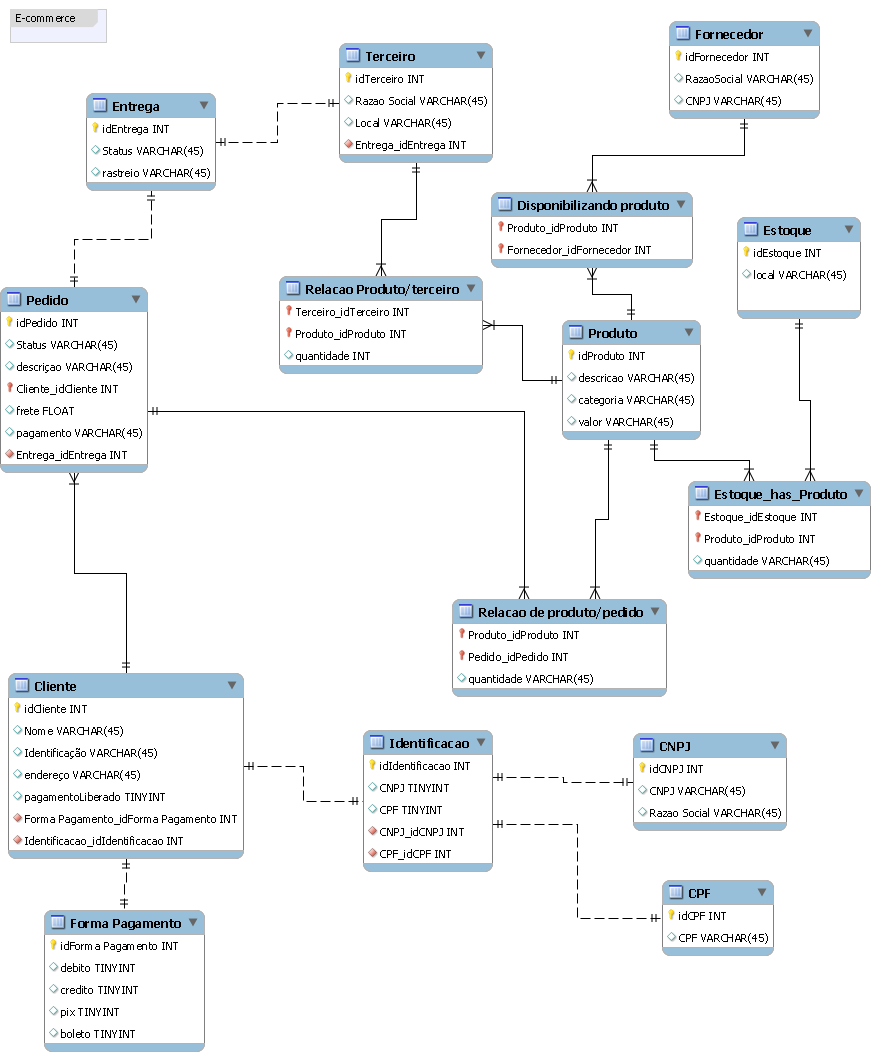 E-commerce
Fornecedor
idFornecedor INT
RazaoSocial VARCHAR(45)
CNPJ VARCHAR(45)
Terceiro
idTerceiro INT
Razao Social VARCHAR(45)
Local VARCHAR(45)
Entrega_idEntrega INT
Entrega
idEntrega INT
Status VARCHAR(45)
rastreio VARCHAR(45)
Disponibilizando produto
Produto_idProduto INT
Fornecedor_idFornecedor INT
Estoque
idEstoque INT
local VARCHAR(45)
Relacao Produto/terceiro
Terceiro_idTerceiro INT
Produto_idProduto INT
quantidade INT
Pedido
idPedido INT
Status VARCHAR(45)
descriçao VARCHAR(45)
Cliente_idCliente INT
frete FLOAT
pagamento VARCHAR(45)
Entrega_idEntrega INT
Produto
idProduto INT
descricao VARCHAR(45)
categoria VARCHAR(45)
valor VARCHAR(45)
Estoque_has_Produto
Estoque_idEstoque INT
Produto_idProduto INT
quantidade VARCHAR(45)
Relacao de produto/pedido
Produto_idProduto INT
Pedido_idPedido INT
quantidade VARCHAR(45)
Cliente
idCliente INT
Nome VARCHAR(45)
Identificação VARCHAR(45)
endereço VARCHAR(45)
pagamentoLiberado TINYINT
Forma Pagamento_idForma Pagamento INT
Identificacao_idIdentificacao INT
Identificacao
idIdentificacao INT
CNPJ TINYINT
CPF TINYINT
CNPJ_idCNPJ INT
CPF_idCPF INT
CNPJ
idCNPJ INT
CNPJ VARCHAR(45)
Razao Social VARCHAR(45)
CPF
idCPF INT
CPF VARCHAR(45)
Forma Pagamento
idForma Pagamento INT
debito TINYINT
credito TINYINT
pix TINYINT
boleto TINYINT